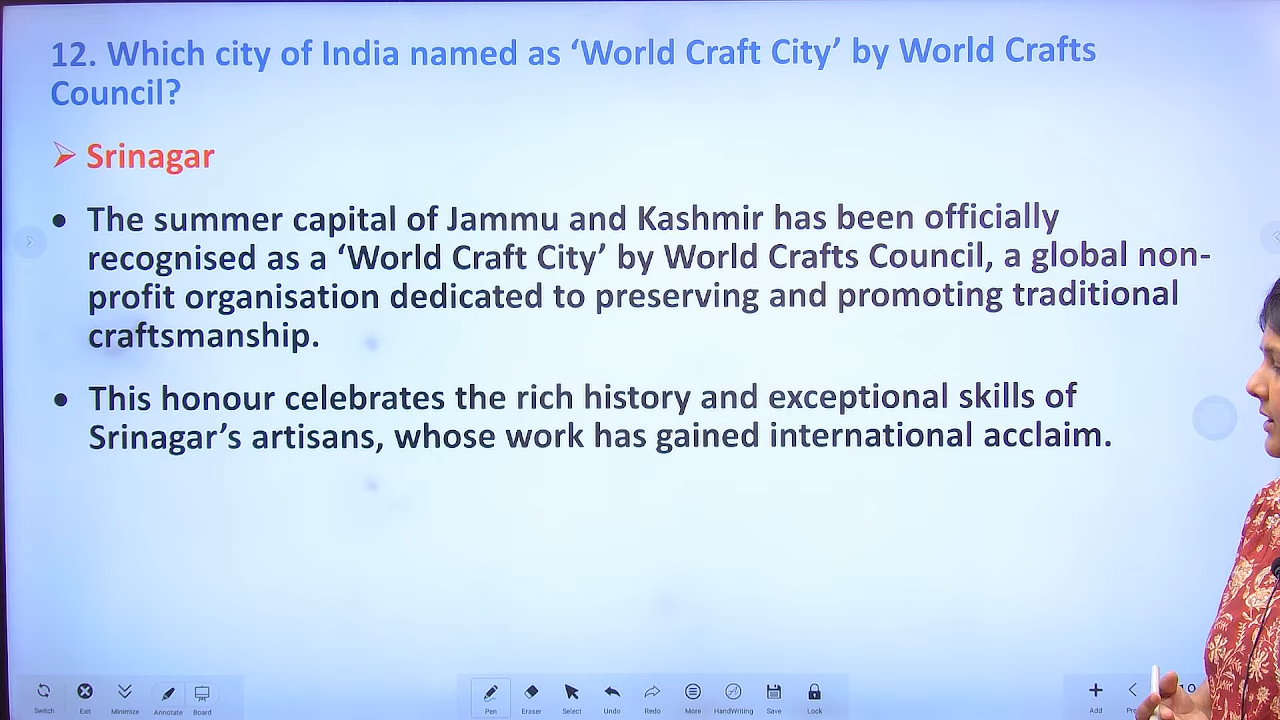 12. Which city of India named as ‘World Craft City’ by World Crafts
Council?
Srinagar
The summer capital of Jammu and Kashmir has been officially
recognised as a ‘World Craft City’ by World Crafts Council, a global non-
profit organisation dedicated to preserving and promoting traditional
craftsmanship.
This honour celebrates the rich history and exceptional skills of
Srinagar’s artisans, whose work has gained international acclaim.
Switch Exit Minimize Annotate Board Pen Eraser Select Undo Redo More HandWriting Save Lock Add